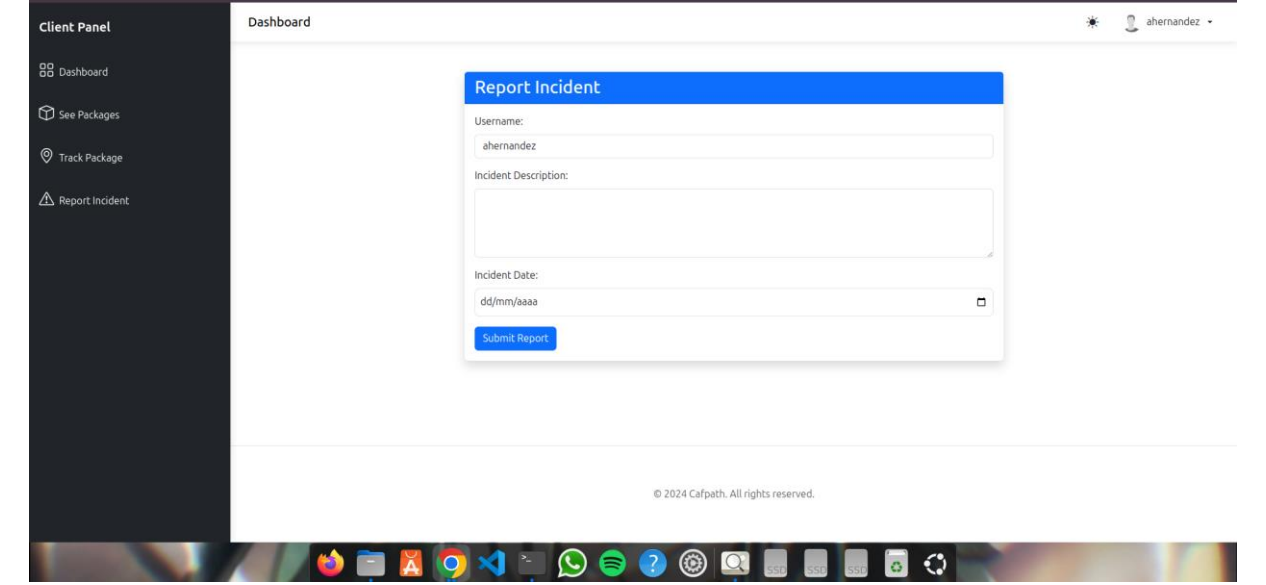 Client Panel
Dashboard
ahernandez
Dashboard
See Packages
Track Package
Report Incident
Report Incident
Username:
ahernandez
Incident Description:
Incident Date:
dd/mm/aaaa
Submit Report
© 2024 Cafpath. All rights reserved.
SSD
SSD
SSD